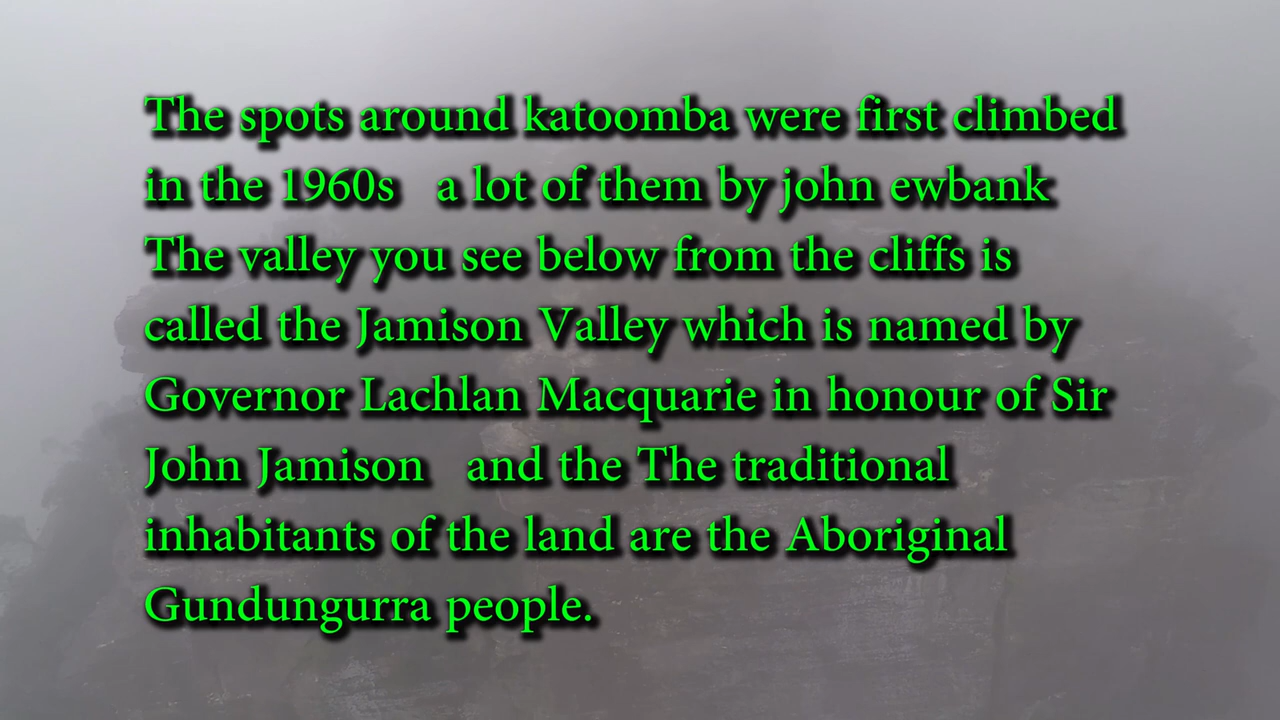 The spots around katoomba were first climbed
in the 1960s a lot of them by john ewbank
The valley you see below from the cliffs is
called the Jamison Valley which is named by
Governor Lachlan Macquarie in honour of Sir
John Jamison and the The traditional
inhabitants of the land are the Aboriginal
Gundungurra people.